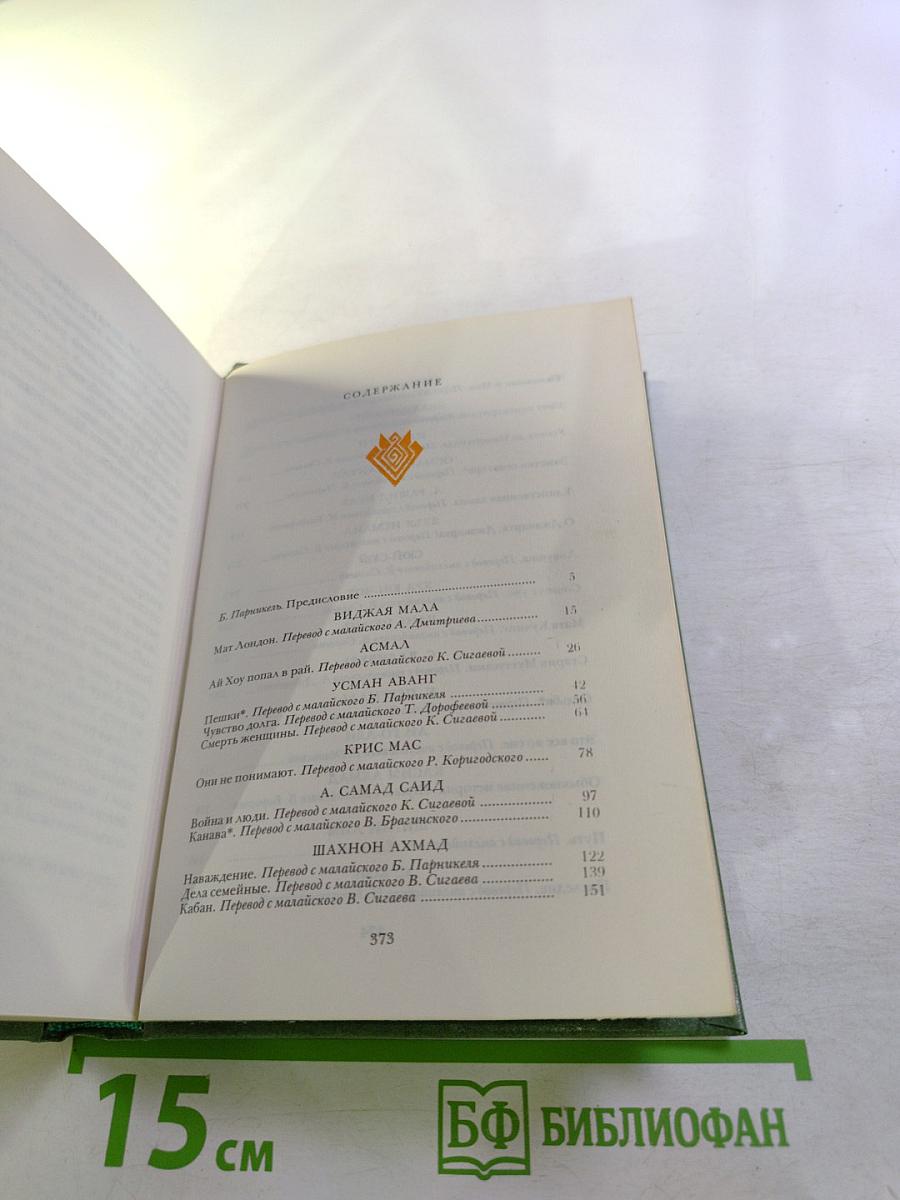 СОДЕРЖАНИЕ
Б. Парникель. Предисловие 5
ВИДЖАЯ МАЛА
Мат Лондон. Перевод с малайского А. Дмитриева 15
АСМАЛ
Ай Хоу попал в рай. Перевод с малайского К. Сигаевой 26
УСМАН АВАНГ
Пешки*. Перевод с малайского Б. Парникеля 42
Чувство долга. Перевод с малайского Т. Дорофеевой 56
Смерть женщины. Перевод с малайского К. Сигаевой 64
КРИС МАС
Они не понимают. Перевод с малайского Р. Коригодского 78
А. САМАД САИД
Война и люди. Перевод с малайского К. Сигаевой 97
Канава*. Перевод с малайского В. Брагинского 110
ШАХНОН АХМАД
Наваждение. Перевод с малайского Б. Парникеля 122
Дела семейные. Перевод с малайского В. Сигаева 139
Кабан. Перевод с малайского В. Сигаева 151
373
15 см
БФ БИБЛИОФАН